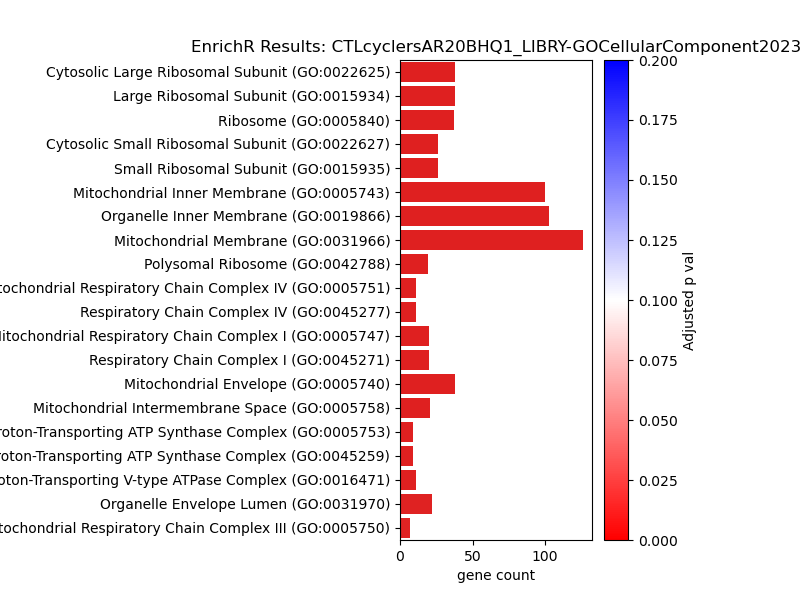 EnrichR Results: CTLcyclersAR20BHQ1_LIBRY-GOCellularComponent2023
Cytosolic Large Ribosomal Subunit (GO:0022625)
Large Ribosomal Subunit (GO:0015934)
Ribosome (GO:0005840)
Cytosolic Small Ribosomal Subunit (GO:0022627)
Small Ribosomal Subunit (GO:0015935)
Mitochondrial Inner Membrane (GO:0005743)
Organelle Inner Membrane (GO:0019866)
Mitochondrial Membrane (GO:0031966)
Polysomal Ribosome (GO:0042788)
tochondrial Respiratory Chain Complex IV (GO:0005751)
Respiratory Chain Complex IV (GO:0045277)
Mitochondrial Respiratory Chain Complex I (GO:0005747)
Respiratory Chain Complex I (GO:0045271)
Mitochondrial Envelope (GO:0005740)
Mitochondrial Intermembrane Space (GO:0005758)
roton-Transporting ATP Synthase Complex (GO:0005753)
roton-Transporting ATP Synthase Complex (GO:0045259)
oton-Transporting V-type ATPase Complex (GO:0016471)
Organelle Envelope Lumen (GO:0031970)
tochondrial Respiratory Chain Complex III (GO:0005750)
0 50 100
gene count
0.200
0.175
0.150
0.125
0.100
0.075
0.050
0.025
0.000
Adjusted p val